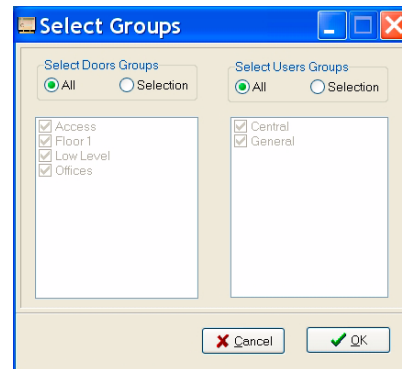 Select Groups
Select Doors Groups
All Selection
Select Users Groups
All Selection
Access
Floor 1
Low Level
Offices
Central
General
Cancel OK